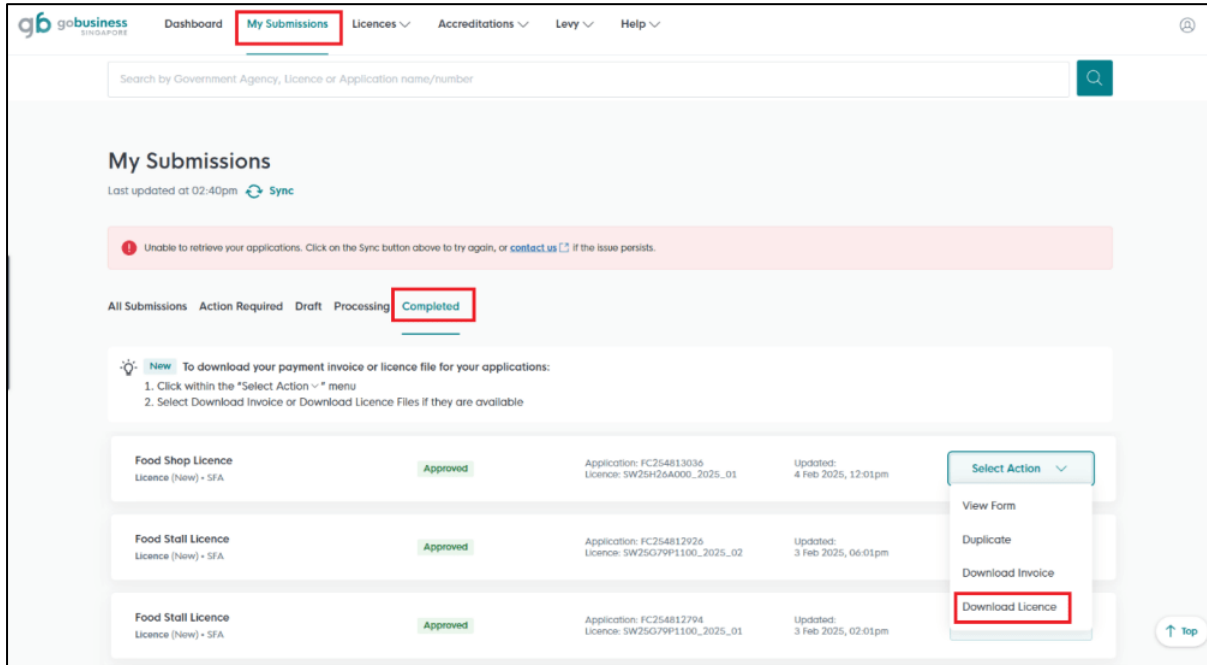 gb gobusiness
SINGAPORE
Dashboard My Submissions Licences Accreditations Levy Help
Search by Government Agency, Licence or Application name/number
My Submissions
Last updated at 02:40pm Sync
Unable to retrieve your applications. Click on the Sync button above to try again, or contact us if the issue persists.
All Submissions Action Required Draft Processing Completed
New To download your payment invoice or licence file for your applications:
1. Click within the "Select Action" menu
2. Select Download Invoice or Download Licence Files if they are available
Food Shop Licence
Licence (New) • SFA
Approved
Application: FC254813036
Licence: SW25H26A000_2025_01
Updated:
4 Feb 2025, 12:01pm
Select Action
View Form
Duplicate
Download Invoice
Download Licence
Food Stall Licence
Licence (New) • SFA
Approved
Application: FC254812926
Licence: SW25G79P1100_2025_02
Updated:
3 Feb 2025, 06:01pm
Food Stall Licence
Licence (New) • SFA
Approved
Application: FC254812794
Licence: SW25G79P1100_2025_01
Updated:
3 Feb 2025, 02:01pm
Top